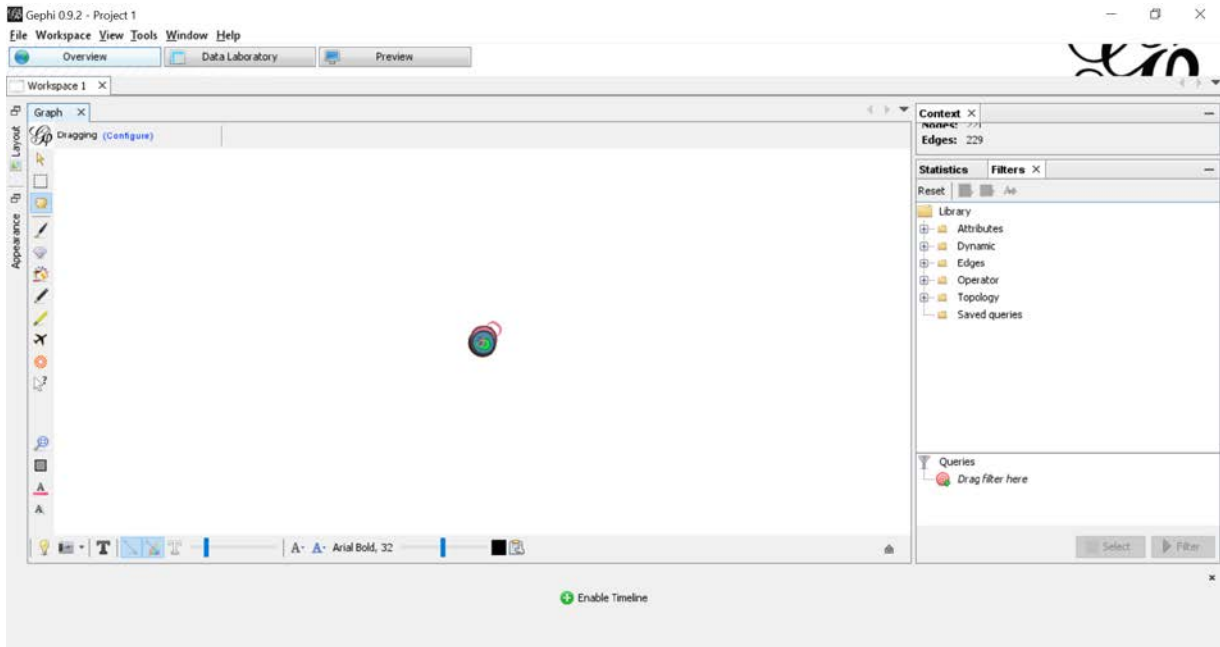 Gephi 0.9.2 - Project 1
File Workspace View Tools Window Help
Overview Data Laboratory Preview
Workspace 1
Graph
Context
Dragging (Configure)
Nodes: 221
Edges: 229
Layout
Appearance
Statistics Filters
Reset
Library
Attributes
Dynamic
Edges
Operator
Topology
Saved queries
Queries
Drag filter here
T A- A- Arial Bold, 32
Select Filter
Enable Timeline